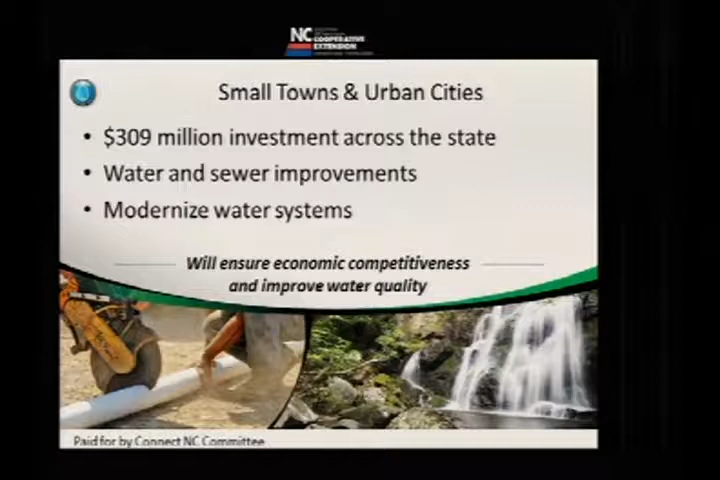 NC COOPERATIVE
EXTENSION
Small Towns & Urban Cities
• $309 million investment across the state
• Water and sewer improvements
• Modernize water systems
Will ensure economic competitiveness
and improve water quality
Paid for by Connect NC Committee